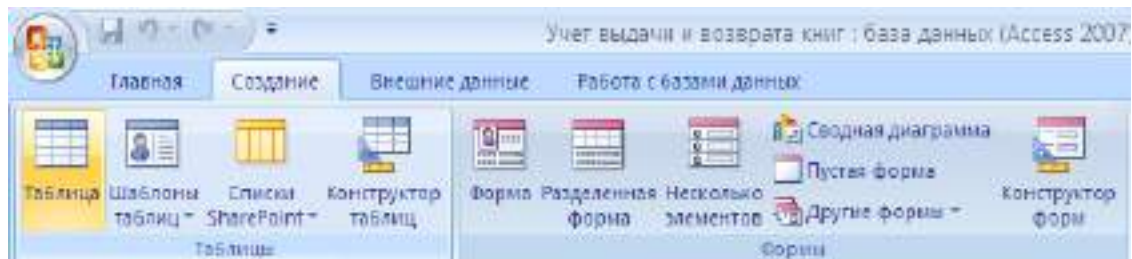 Учет выдачи и возврата книг : база данных (Access 2007)
Главная Создание Внешние данные Работа с базами данных
Таблица
Шаблоны таблиц
Списки SharePoint
Конструктор таблиц
Таблицы
Форма
Разделенная форма
Несколько элементов
Сводная диаграмма
Пустая форма
Другие формы
Конструктор форм
Формы